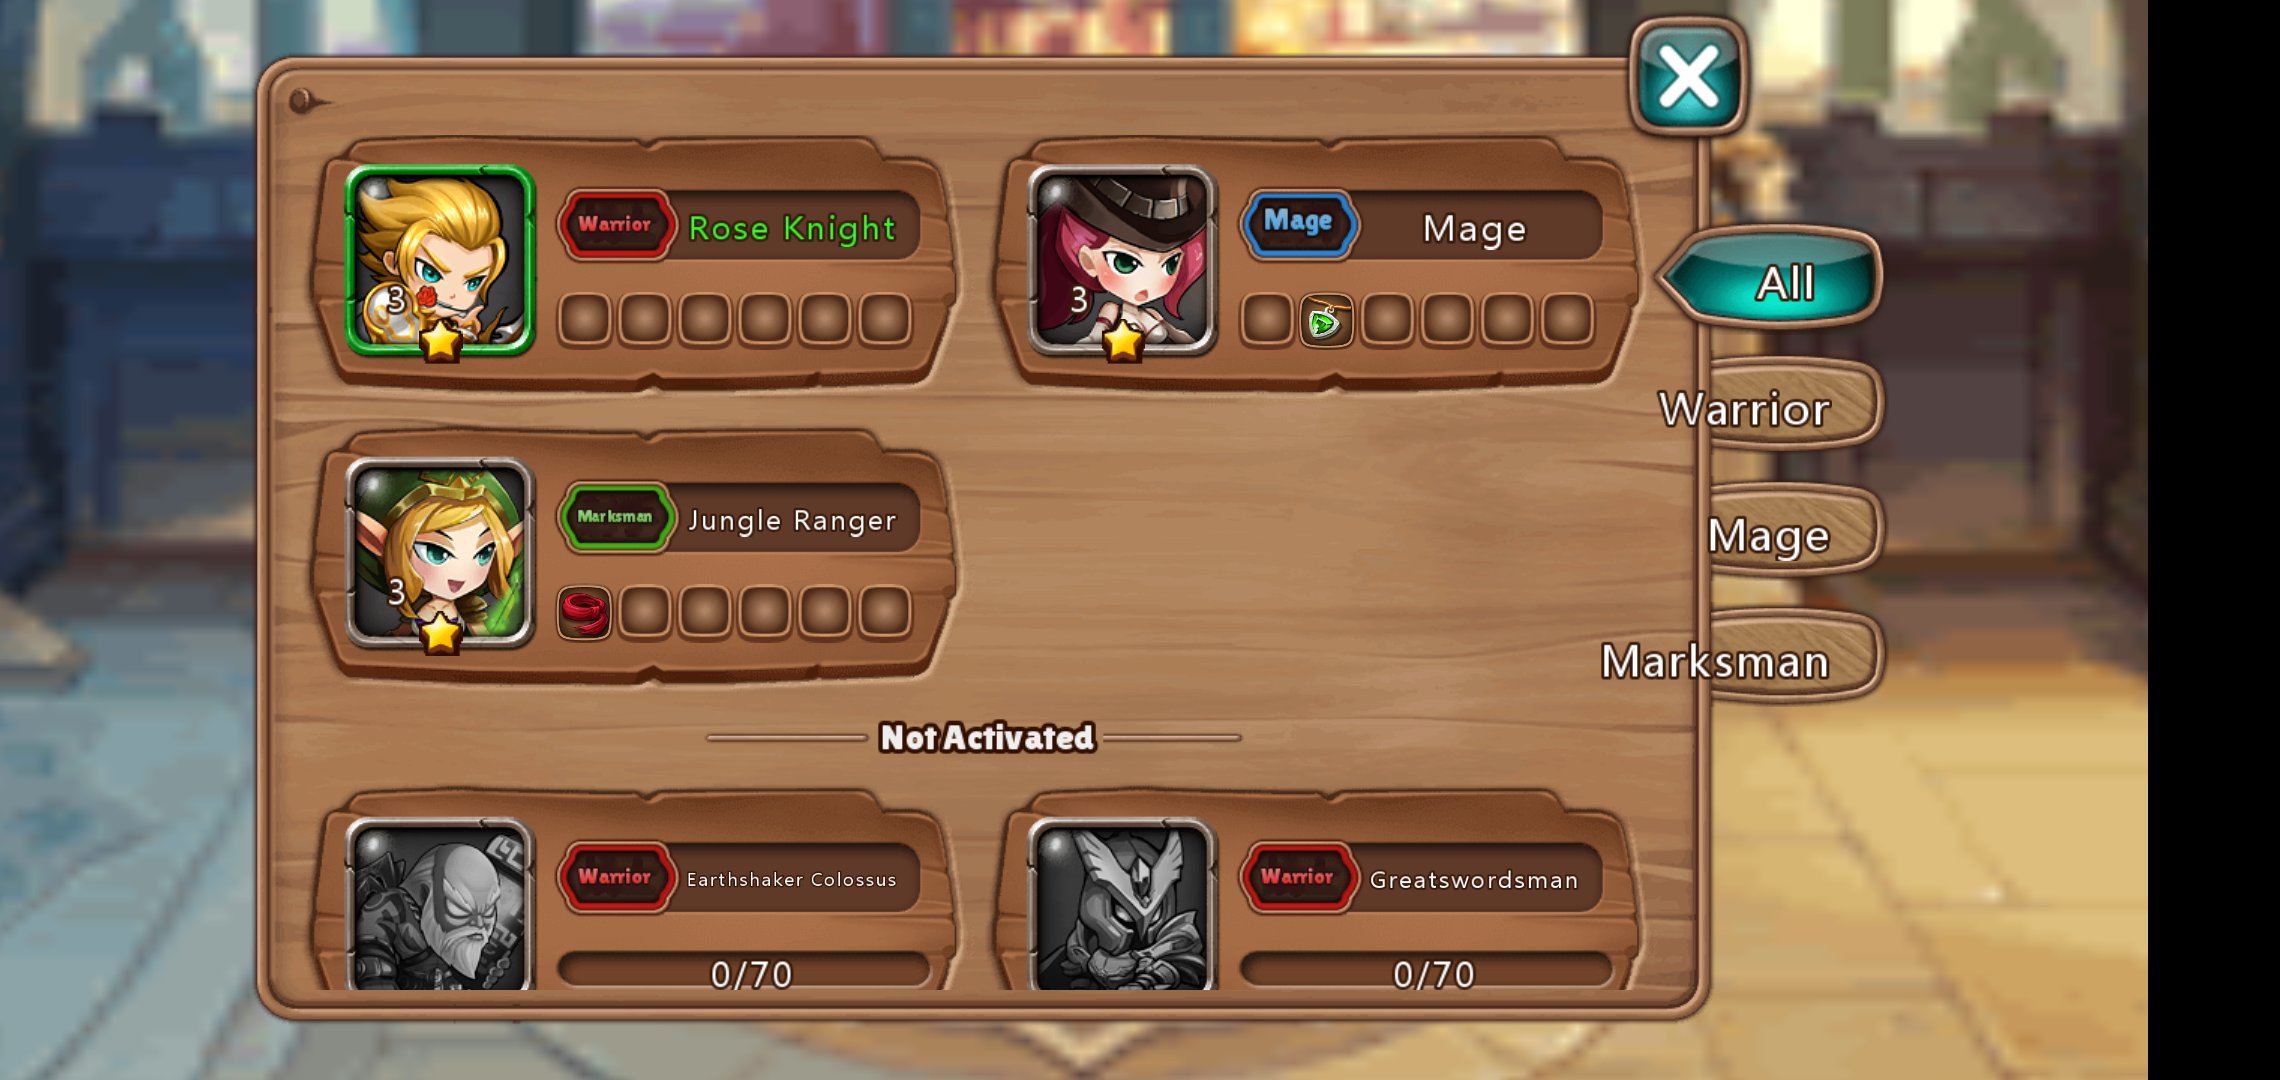 Warrior Rose Knight
3
Mage Mage
3
All
Warrior
Marksman Jungle Ranger
3
Mage
Marksman
Not Activated
Warrior Earthshaker Colossus
0/70
Warrior Greatswordsman
0/70